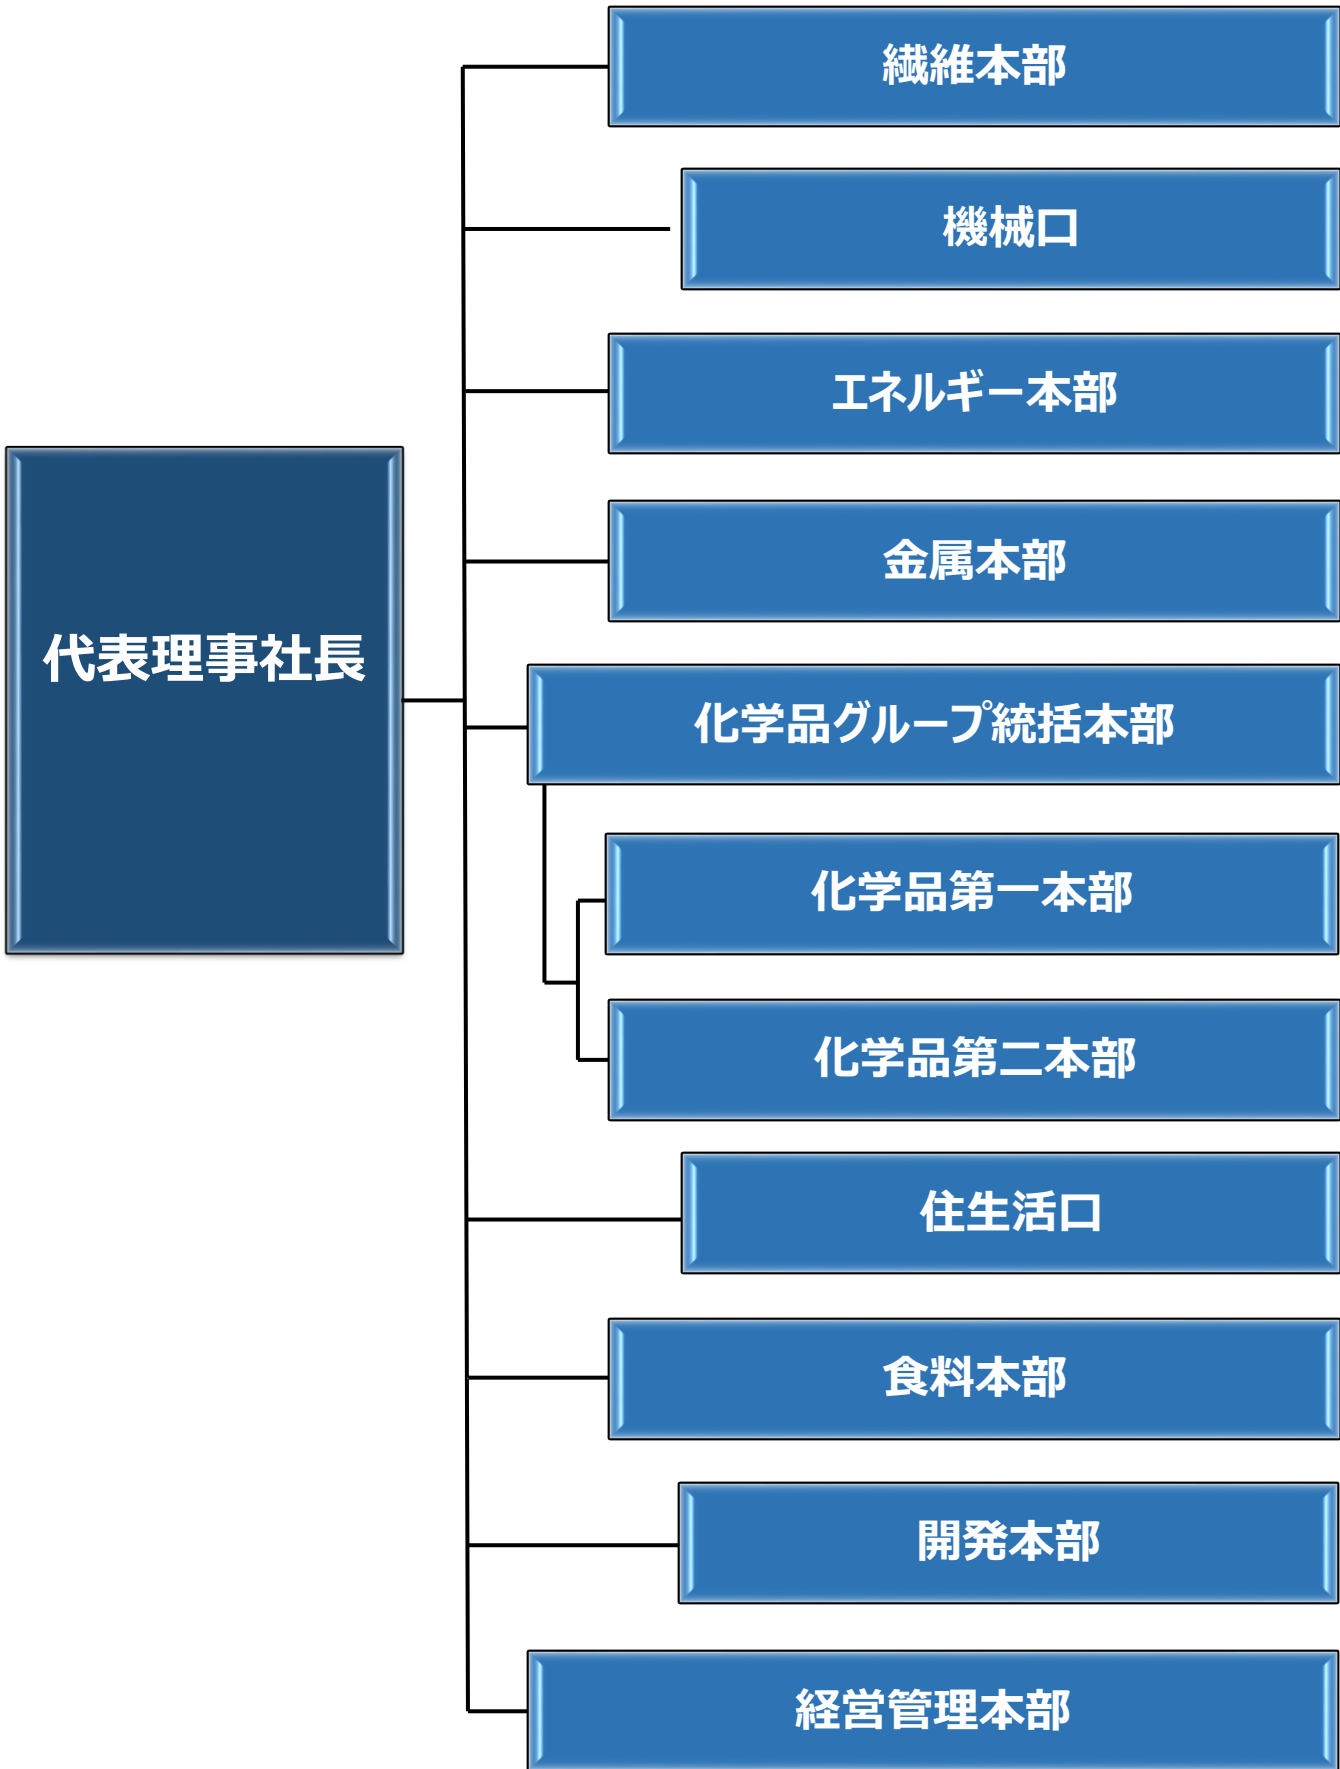 繊維本部
機械口
エネルギー本部
金属本部
代表理事社長
化学品グループ統括本部
化学品第一本部
化学品第二本部
住生活口
食料本部
開発本部
経営管理本部